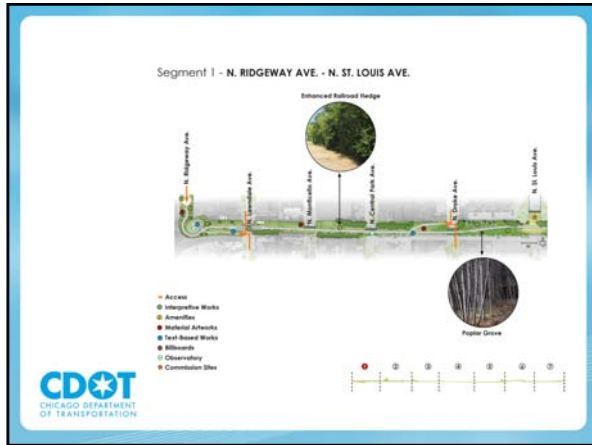 Segment 1 - N. RIDGEWAY AVE. - N. ST. LOUIS AVE.
Enhanced Railroad Hedge
N. Ridgeway Ave.
N. Lawndale Ave.
N. Monticello Ave.
N. Central Park Ave.
N. Drake Ave.
N. St. Louis Ave.
Poplar Grove
Access
Interpretive Works
Amenities
Material Artworks
Text-Based Works
Billboards
Observatory
Commission Sites
1 2 3 4 5 6 7
CDOT
CHICAGO DEPARTMENT
OF TRANSPORTATION